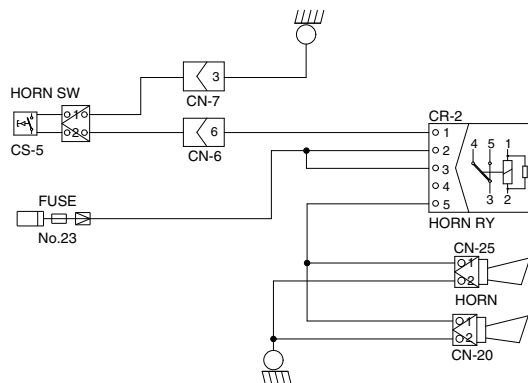 HORN SW
1
2
CS-5
3
CN-7
6
CN-6
FUSE
No.23
CR-2
1
2
3
4
5
4 5 1
3 2
HORN RY
CN-25
1
2
HORN
1
2
CN-20